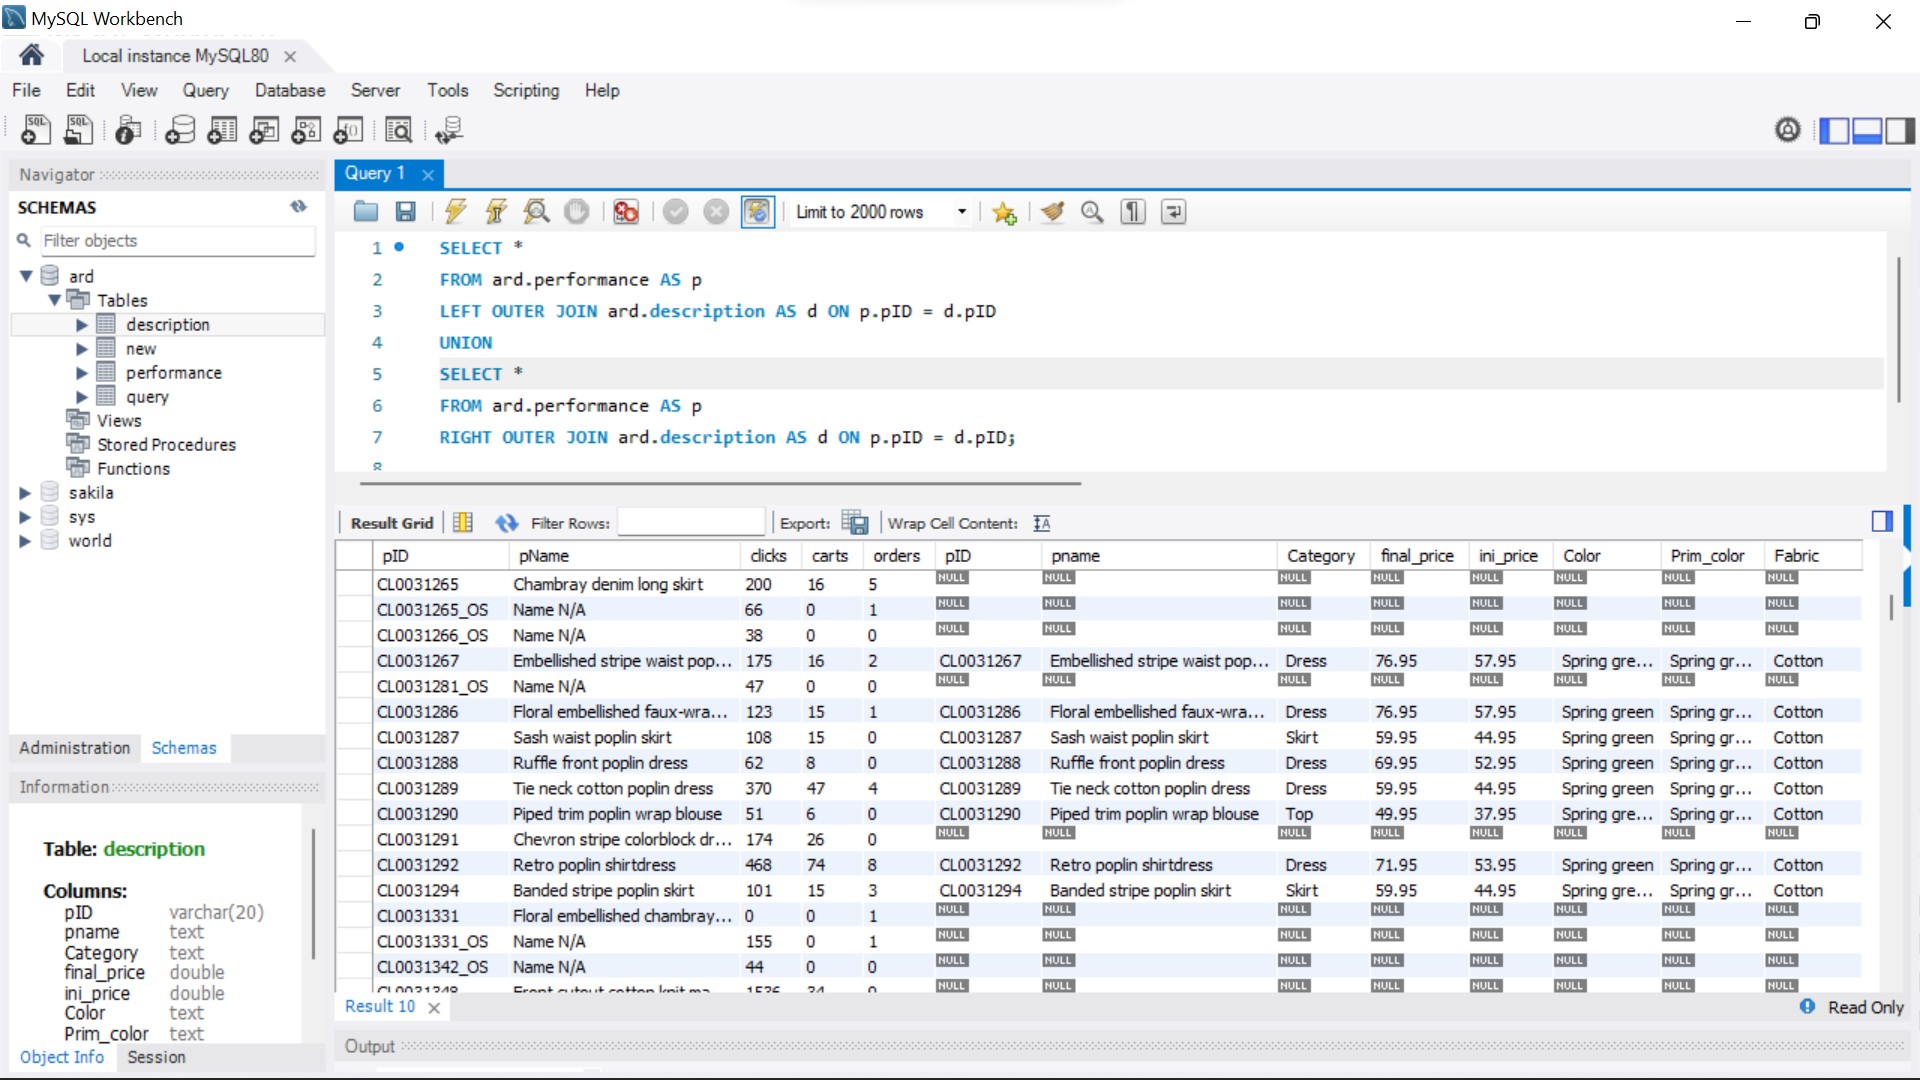 MySQL Workbench
Local instance MySQL80
File Edit View Query Database Server Tools Scripting Help
Navigator
SCHEMAS
Filter objects
ard
Tables
description
new
performance
query
Views
Stored Procedures
Functions
sakila
sys
world
Administration Schemas
Information
Table: description
Columns:
pID varchar(20)
pname text
Category text
final_price double
ini_price double
Color text
Prim_color text
Object Info Session
Query 1
Limit to 2000 rows
1 SELECT *
2 FROM ard.performance AS p
3 LEFT OUTER JOIN ard.description AS d ON p.pID = d.pID
4 UNION
5 SELECT *
6 FROM ard.performance AS p
7 RIGHT OUTER JOIN ard.description AS d ON p.pID = d.pID;
8
Result Grid Filter Rows: Export: Wrap Cell Content:
pID pName clicks carts orders pID pname Category final_price ini_price Color Prim_color Fabric
CL0031265 Chambray denim long skirt 200 16 5 NULL NULL NULL NULL NULL NULL NULL NULL
CL0031265_OS Name N/A 66 0 1 NULL NULL NULL NULL NULL NULL NULL NULL
CL0031266_OS Name N/A 38 0 0 NULL NULL NULL NULL NULL NULL NULL NULL
CL0031267 Embellished stripe waist pop... 175 16 2 CL0031267 Embellished stripe waist pop... Dress 76.95 57.95 Spring gre... Spring gr... Cotton
CL0031281_OS Name N/A 47 0 0 NULL NULL NULL NULL NULL NULL NULL NULL
CL0031286 Floral embellished faux-wra... 123 15 1 CL0031286 Floral embellished faux-wra... Dress 76.95 57.95 Spring green Spring gr... Cotton
CL0031287 Sash waist poplin skirt 108 15 0 CL0031287 Sash waist poplin skirt Skirt 59.95 44.95 Spring green Spring gr... Cotton
CL0031288 Ruffle front poplin dress 62 8 0 CL0031288 Ruffle front poplin dress Dress 69.95 52.95 Spring green Spring gr... Cotton
CL0031289 Tie neck cotton poplin dress 370 47 4 CL0031289 Tie neck cotton poplin dress Dress 59.95 44.95 Spring green Spring gr... Cotton
CL0031290 Piped trim poplin wrap blouse 51 6 0 CL0031290 Piped trim poplin wrap blouse Top 49.95 37.95 Spring gre... Spring gr... Cotton
CL0031291 Chevron stripe colorblock dr... 174 26 0 NULL NULL NULL NULL NULL NULL NULL NULL
CL0031292 Retro poplin shirtdress 468 74 8 CL0031292 Retro poplin shirtdress Dress 71.95 53.95 Spring green Spring gr... Cotton
CL0031294 Banded stripe poplin skirt 101 15 3 CL0031294 Banded stripe poplin skirt Skirt 59.95 44.95 Spring gre... Spring gr... Cotton
CL0031331 Floral embellished chambray... 0 0 1 NULL NULL NULL NULL NULL NULL NULL NULL
CL0031331_OS Name N/A 155 0 1 NULL NULL NULL NULL NULL NULL NULL NULL
CL0031342_OS Name N/A 44 0 0 NULL NULL NULL NULL NULL NULL NULL NULL
Front cutout cotton knit ma... NULL NULL NULL NULL NULL NULL NULL NULL
Result 10 Read Only
Output